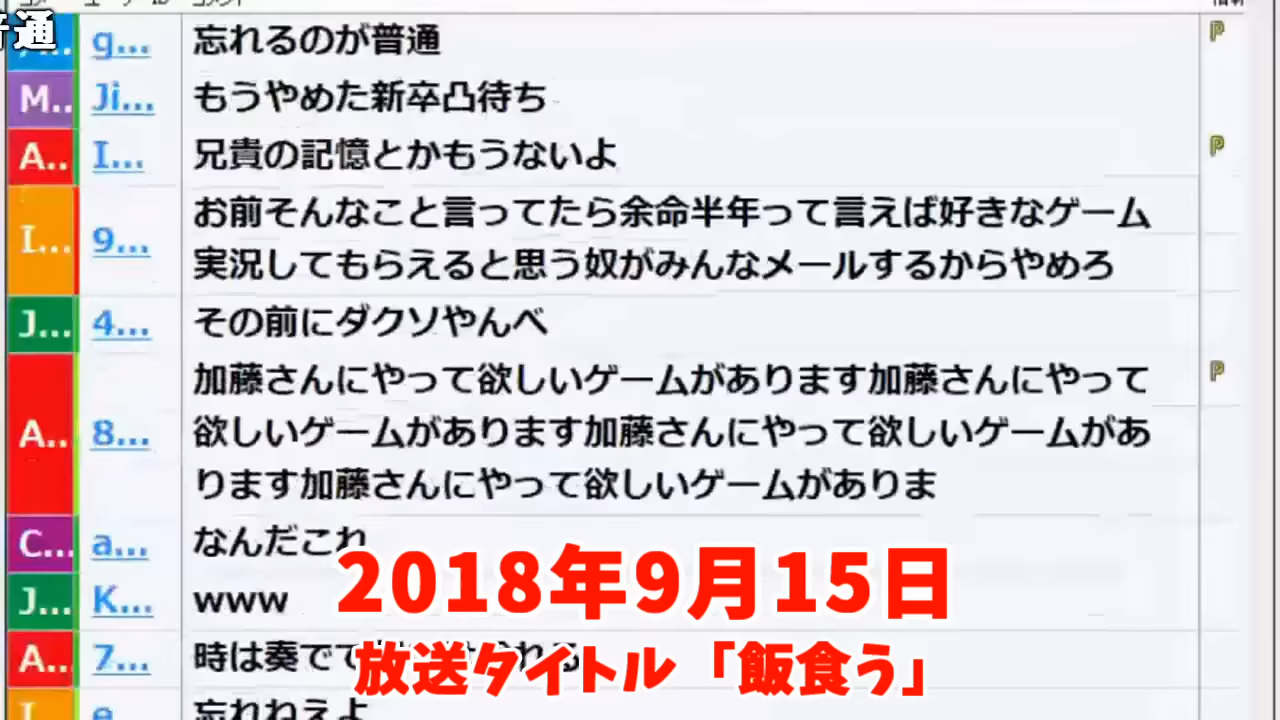 普通
g... 忘れるのが普通 P
M.. Ji... もうやめた新卒凸待ち
A.. I... 兄貴の記憶とかもうないよ P
I... 9... お前そんなこと言ってたら余命半年って言えば好きなゲーム
実況してもらえると思う奴がみんなメールするからやめろ
J... 4... その前にダクソやんべ
A.. 8... 加藤さんにやって欲しいゲームがあります加藤さんにやって P
欲しいゲームがあります加藤さんにやって欲しいゲームがあ
ります加藤さんにやって欲しいゲームがありま
C... a... なんだこれ
J... K... www
A.. 7... 時は奏でて
忘れねえよ
2018年9月15日
放送タイトル「飯食う」